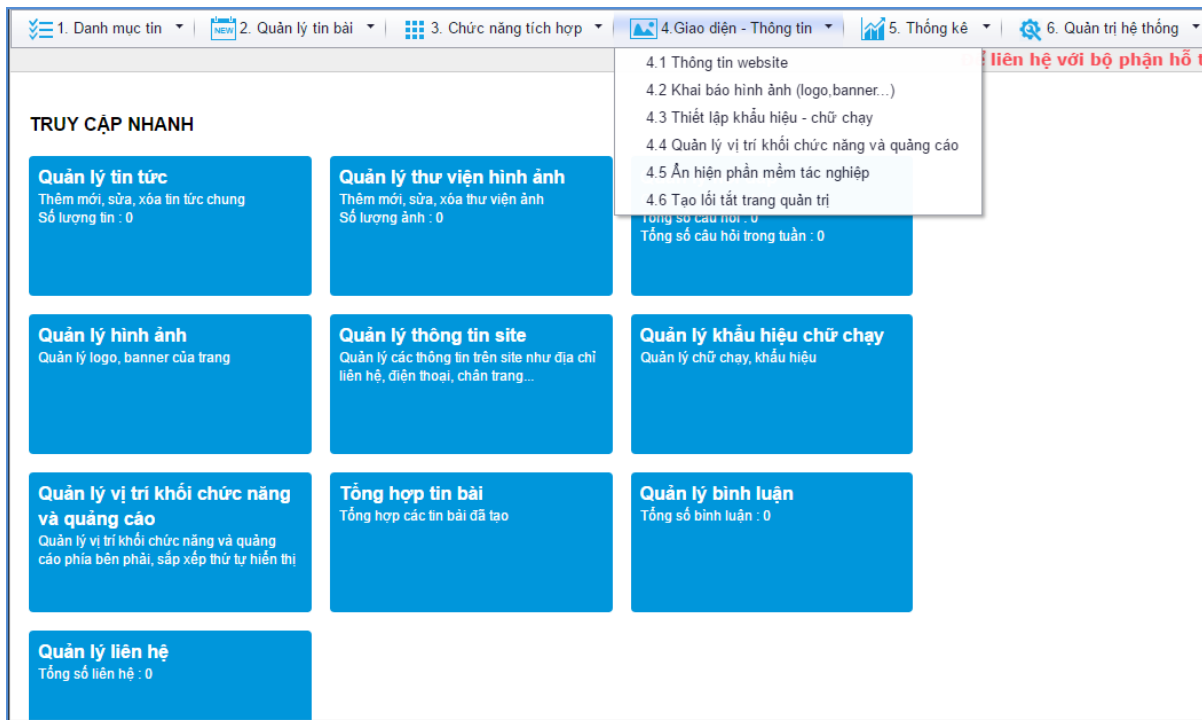 1. Danh mục tin
NEW
2. Quản lý tin bài
3. Chức năng tích hợp
4.Giao diện - Thông tin
5. Thống kê
6. Quản trị hệ thống
liên hệ với bộ phận hỗ t
4.1 Thông tin website
4.2 Khai báo hình ảnh (logo,banner...)
4.3 Thiết lập khẩu hiệu - chữ chạy
4.4 Quản lý vị trí khối chức năng và quảng cáo
4.5 Ẩn hiện phần mềm tác nghiệp
4.6 Tạo lối tắt trang quản trị
TRUY CẬP NHANH
Quản lý tin tức
Thêm mới, sửa, xóa tin tức chung
Số lượng tin : 0
Quản lý thư viện hình ảnh
Thêm mới, sửa, xóa thư viện ảnh
Số lượng ảnh : 0
Tổng số câu hỏi : 0
Tổng số câu hỏi trong tuần : 0
Quản lý hình ảnh
Quản lý logo, banner của trang
Quản lý thông tin site
Quản lý các thông tin trên site như địa chỉ
liên hệ, điện thoại, chân trang...
Quản lý khẩu hiệu chữ chạy
Quản lý chữ chạy, khẩu hiệu
Quản lý vị trí khối chức năng
và quảng cáo
Quản lý vị trí khối chức năng và quảng
cáo phía bên phải, sắp xếp thứ tự hiển thị
Tổng hợp tin bài
Tổng hợp các tin bài đã tạo
Quản lý bình luận
Tổng số bình luận : 0
Quản lý liên hệ
Tổng số liên hệ : 0